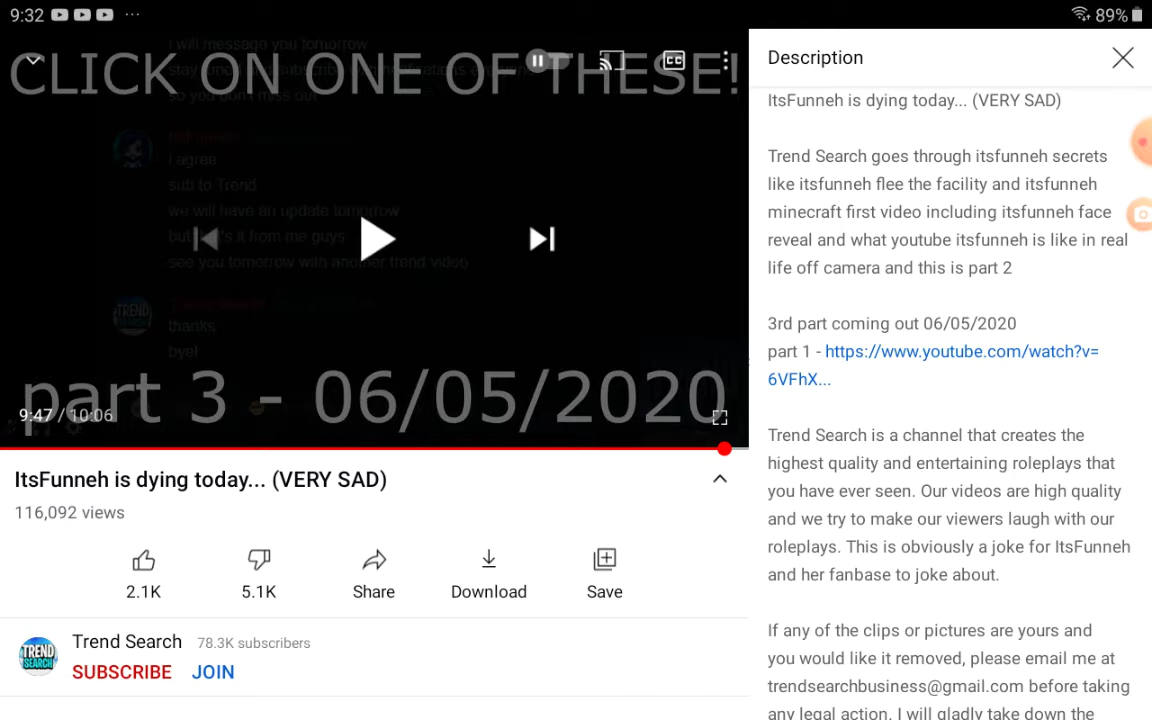 9:32
89%
I will message you tomorrow
CLICK ON ONE OF THESE!
so you don't miss out
I agree
sub to Trend
we will have an update tomorrow
but that's it from me guys
see you tomorrow with another trend video
TREND
thanks
bye!
part 3 - 06/05/2020
9:47 / 10:06
ItsFunneh is dying today... (VERY SAD)
116,092 views
2.1K
5.1K
Share
Download
Save
TREND
SEARCH
Trend Search 78.3K subscribers
SUBSCRIBE JOIN
Description
ItsFunneh is dying today... (VERY SAD)
Trend Search goes through itsfunneh secrets
like itsfunneh flee the facility and itsfunneh
minecraft first video including itsfunneh face
reveal and what youtube itsfunneh is like in real
life off camera and this is part 2
3rd part coming out 06/05/2020
part 1 - https://www.youtube.com/watch?v=
6VFhX...
Trend Search is a channel that creates the
highest quality and entertaining roleplays that
you have ever seen. Our videos are high quality
and we try to make our viewers laugh with our
roleplays. This is obviously a joke for ItsFunneh
and her fanbase to joke about.
If any of the clips or pictures are yours and
you would like it removed, please email me at
trendsearchbusiness@gmail.com before taking
any legal action. I will gladly take down the